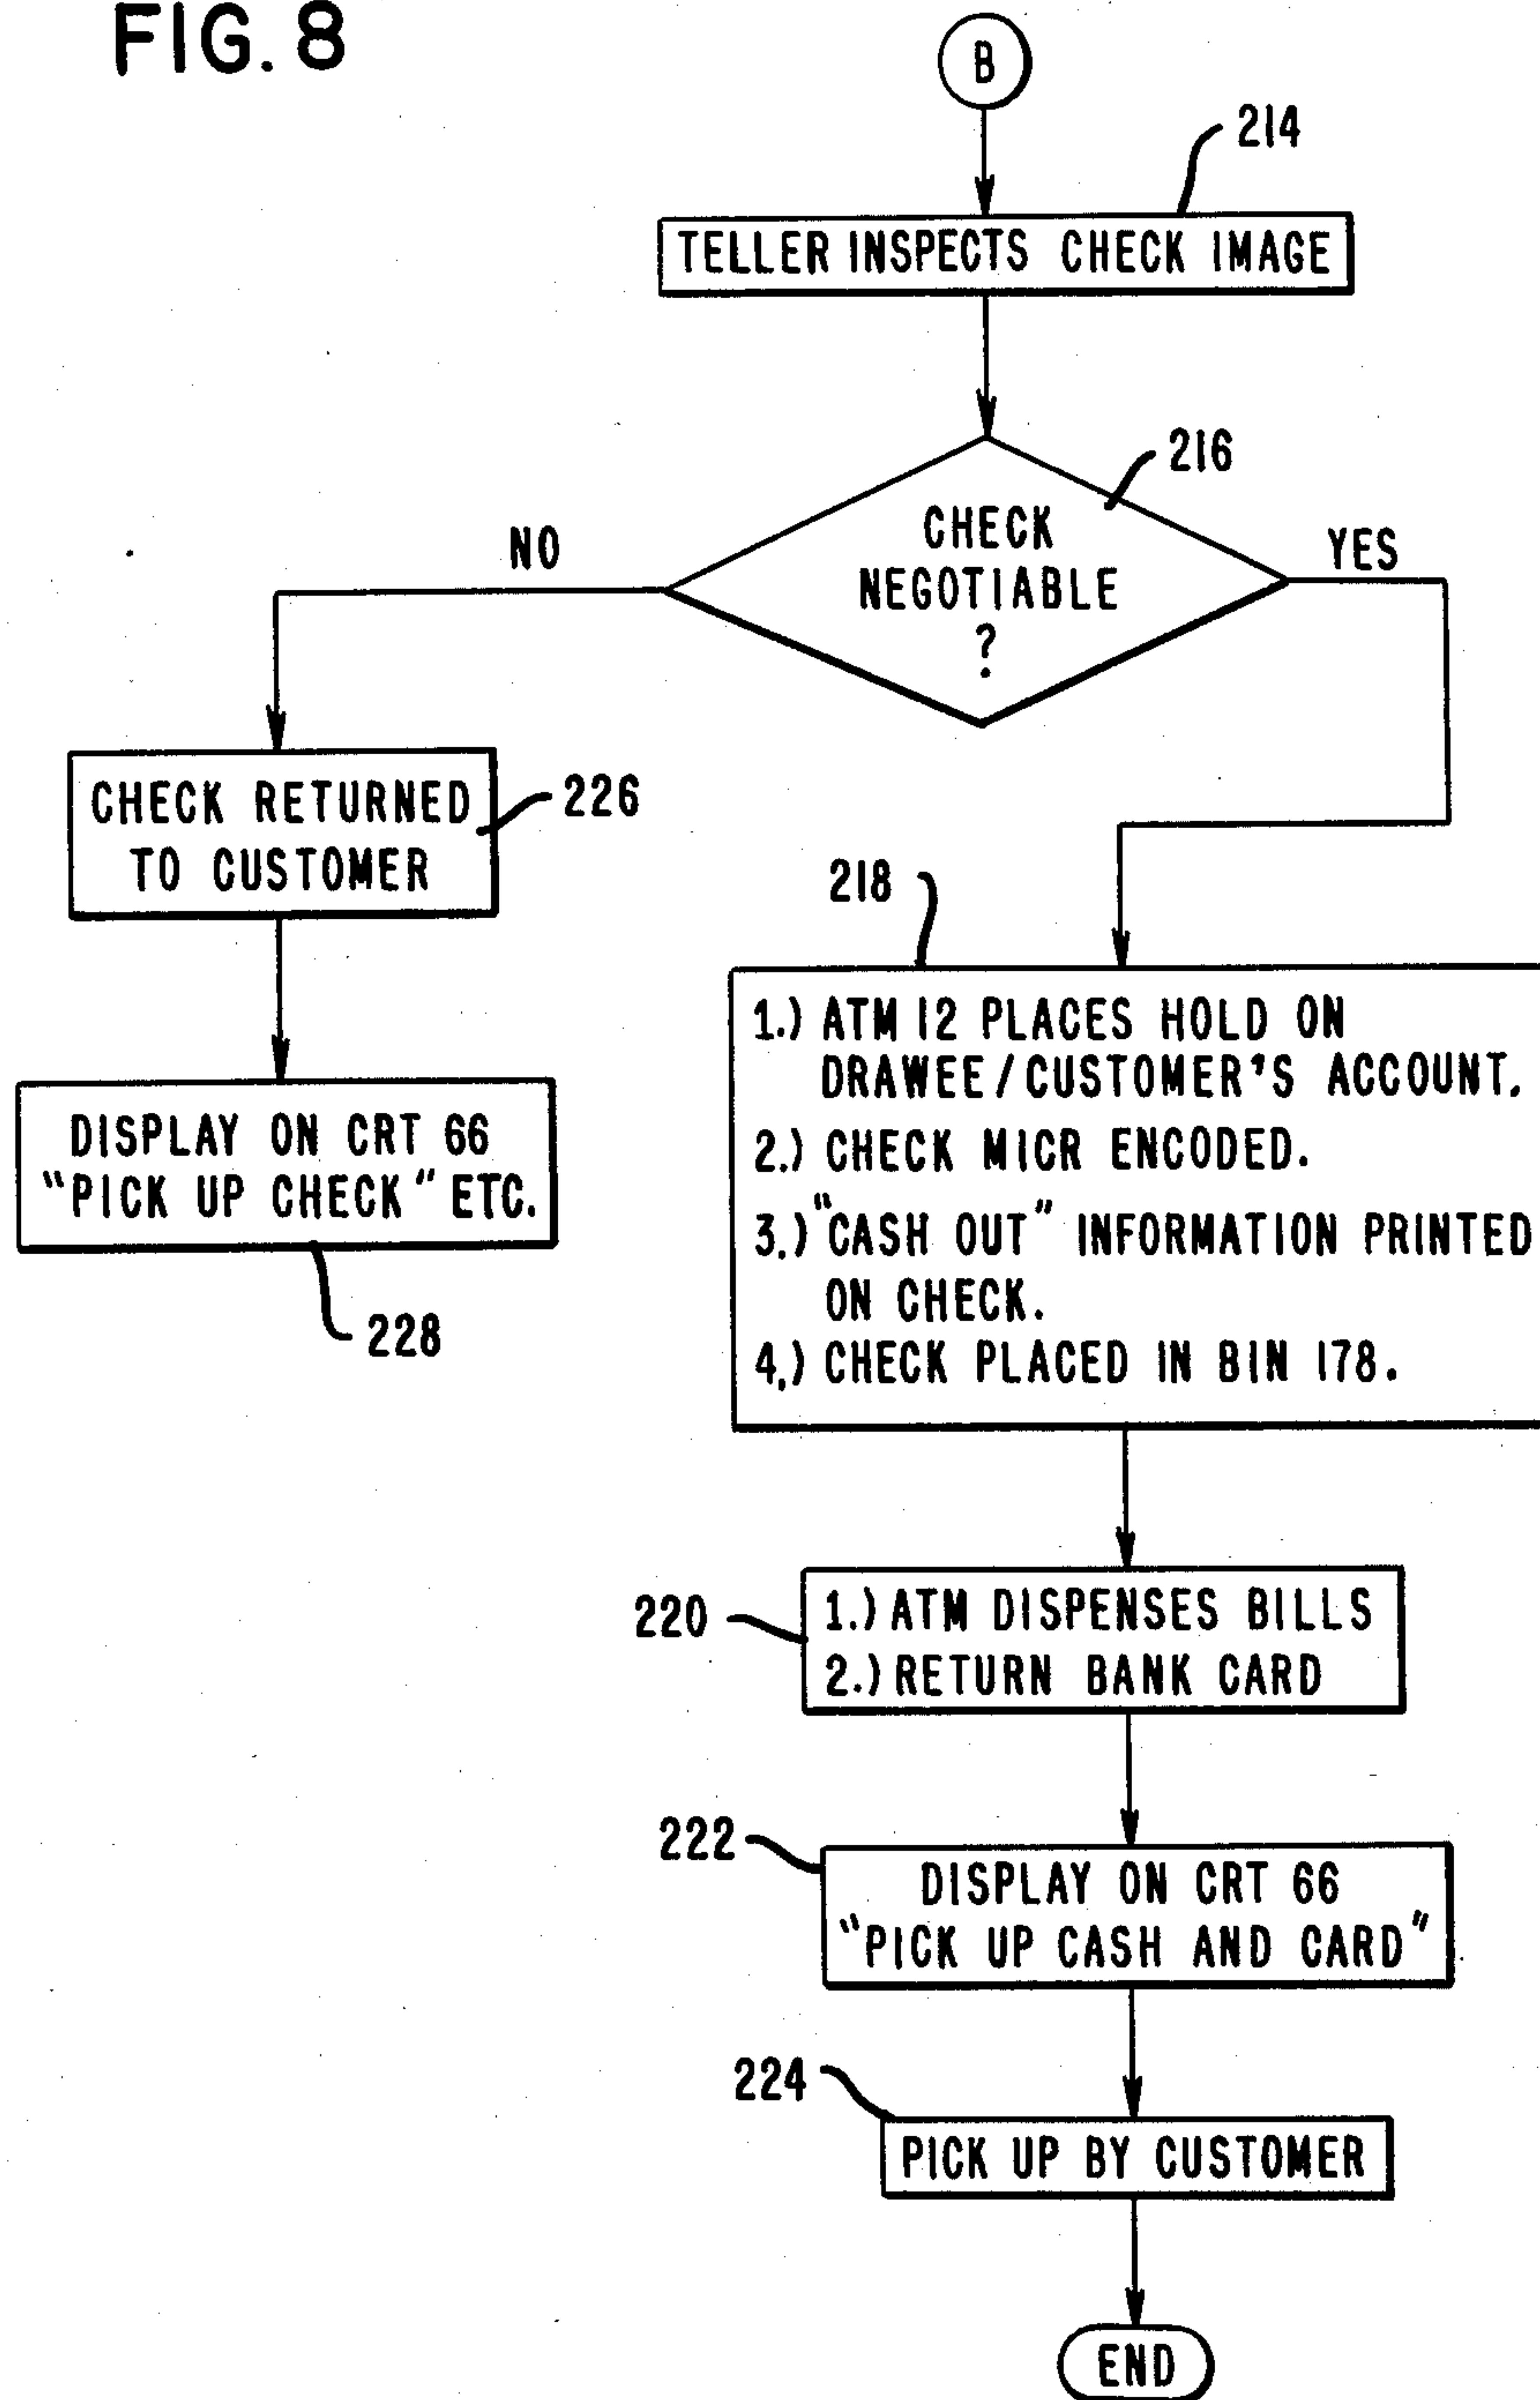 FIG. 8
B
214
TELLER INSPECTS CHECK IMAGE
216
CHECK
NEGOTIABLE
?
NO
YES
CHECK RETURNED
TO CUSTOMER
226
DISPLAY ON CRT 66
"PICK UP CHECK" ETC.
228
218
1.) ATM 12 PLACES HOLD ON
DRAWEE/CUSTOMER'S ACCOUNT.
2.) CHECK MICR ENCODED.
3.) "CASH OUT" INFORMATION PRINTED
ON CHECK.
4.) CHECK PLACED IN BIN 178.
220
1.) ATM DISPENSES BILLS
2.) RETURN BANK CARD
222
DISPLAY ON CRT 66
"PICK UP CASH AND CARD"
224
PICK UP BY CUSTOMER
END